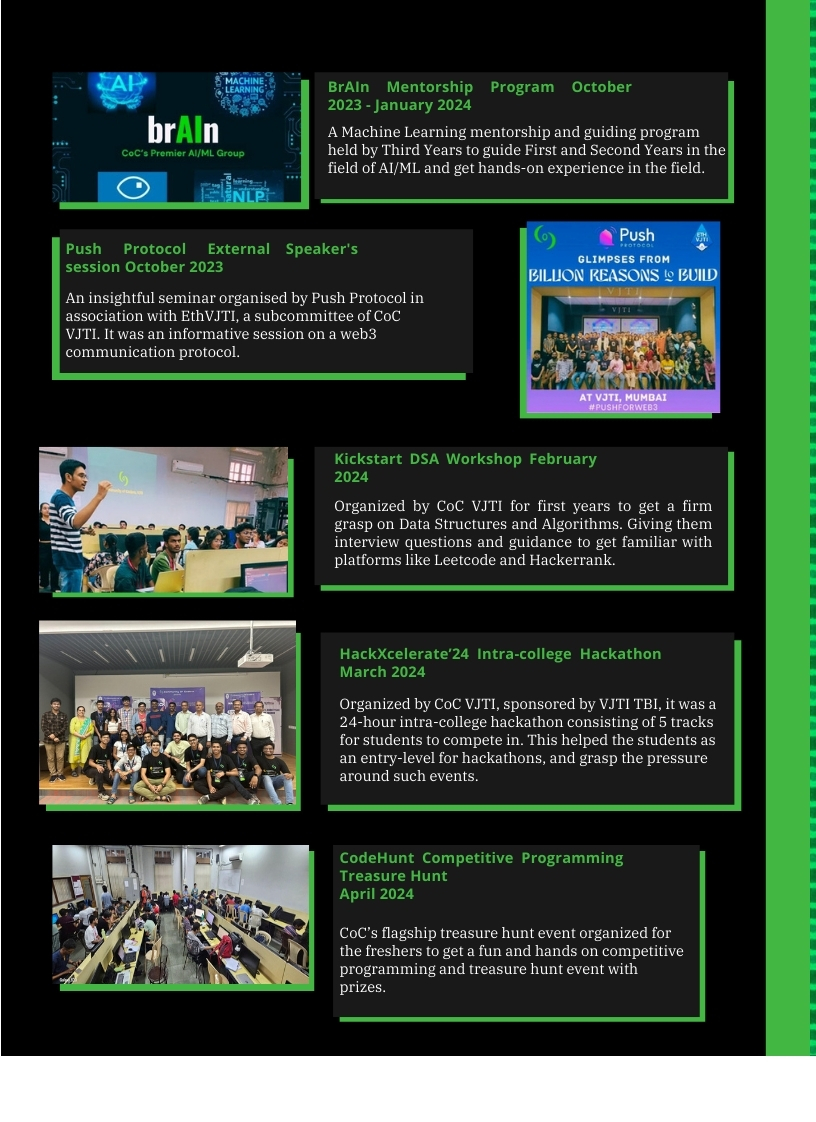 AI
MACHINE
LEARNING
brAIn
CoC's Premier AI/ML Group
natural
NLP
BrAIn Mentorship Program October
2023 - January 2024
A Machine Learning mentorship and guiding program
held by Third Years to guide First and Second Years in the
field of AI/ML and get hands-on experience in the field.
Push Protocol External Speaker's
session October 2023
An insightful seminar organised by Push Protocol in
association with EthVJTI, a subcommittee of CoC
VJTI. It was an informative session on a web3
communication protocol.
Push
PROTOCOL
ETH
VJTI
GLIMPSES FROM
BILLION REASONS to BUILD
VJTI
AT VJTI, MUMBAI
#PUSHFORWEB3
Kickstart DSA Workshop February
2024
Organized by CoC VJTI for first years to get a firm
grasp on Data Structures and Algorithms. Giving them
interview questions and guidance to get familiar with
platforms like Leetcode and Hackerrank.
HackXcelerate’24 Intra-college Hackathon
March 2024
Organized by CoC VJTI, sponsored by VJTI TBI, it was a
24-hour intra-college hackathon consisting of 5 tracks
for students to compete in. This helped the students as
an entry-level for hackathons, and grasp the pressure
around such events.
CodeHunt Competitive Programming
Treasure Hunt
April 2024
CoC’s flagship treasure hunt event organized for
the freshers to get a fun and hands on competitive
programming and treasure hunt event with
prizes.